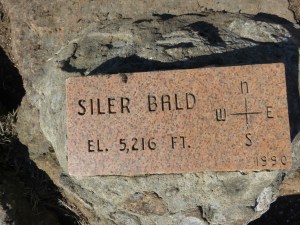 N
SILER BALD W E
EL. 5,216 FT. S
1990